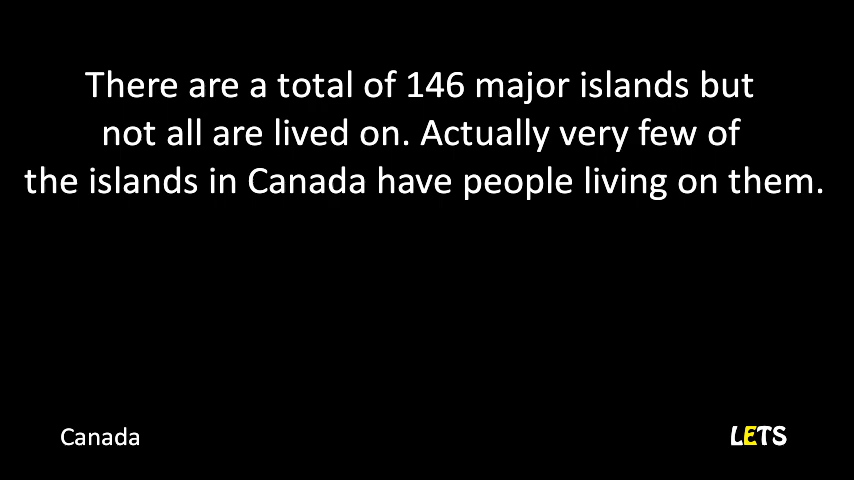 There are a total of 146 major islands but
not all are lived on. Actually very few of
the islands in Canada have people living on them.
Canada
LETS